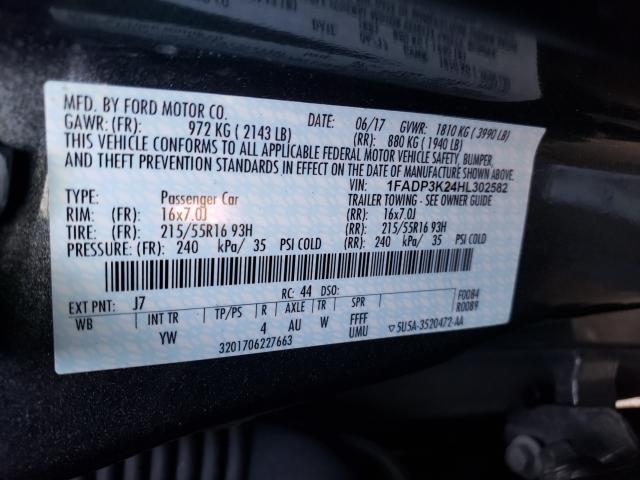 MFD. BY FORD MOTOR CO. DATE: 06/17 GVWR: 1810 KG ( 3990 LB)
GAWR: (FR): 972 KG ( 2143 LB) (RR): 880 KG ( 1940 LB)
THIS VEHICLE CONFORMS TO ALL APPLICABLE FEDERAL MOTOR VEHICLE SAFETY, BUMPER,
AND THEFT PREVENTION STANDARDS IN EFFECT ON THE DATE OF MANUFACTURE SHOWN ABOVE.
VIN: 1FADP3K24HL302582
TYPE: Passenger Car TRAILER TOWING - SEE OWNER GUIDE
RIM: (FR): 16x7.0J (RR): 16x7.0J
TIRE: (FR): 215/55R16 93H (RR): 215/55R16 93H
PRESSURE: (FR): 240 kPa/ 35 PSI COLD (RR): 240 kPa/ 35 PSI COLD
EXT PNT: J7 RC: 44 DSO: F0084
R0089
WB INT TR TP/PS R AXLE TR SPR
YW 4 AU W FFFF
UMU
5U5A-3520472-AA
3201706227663